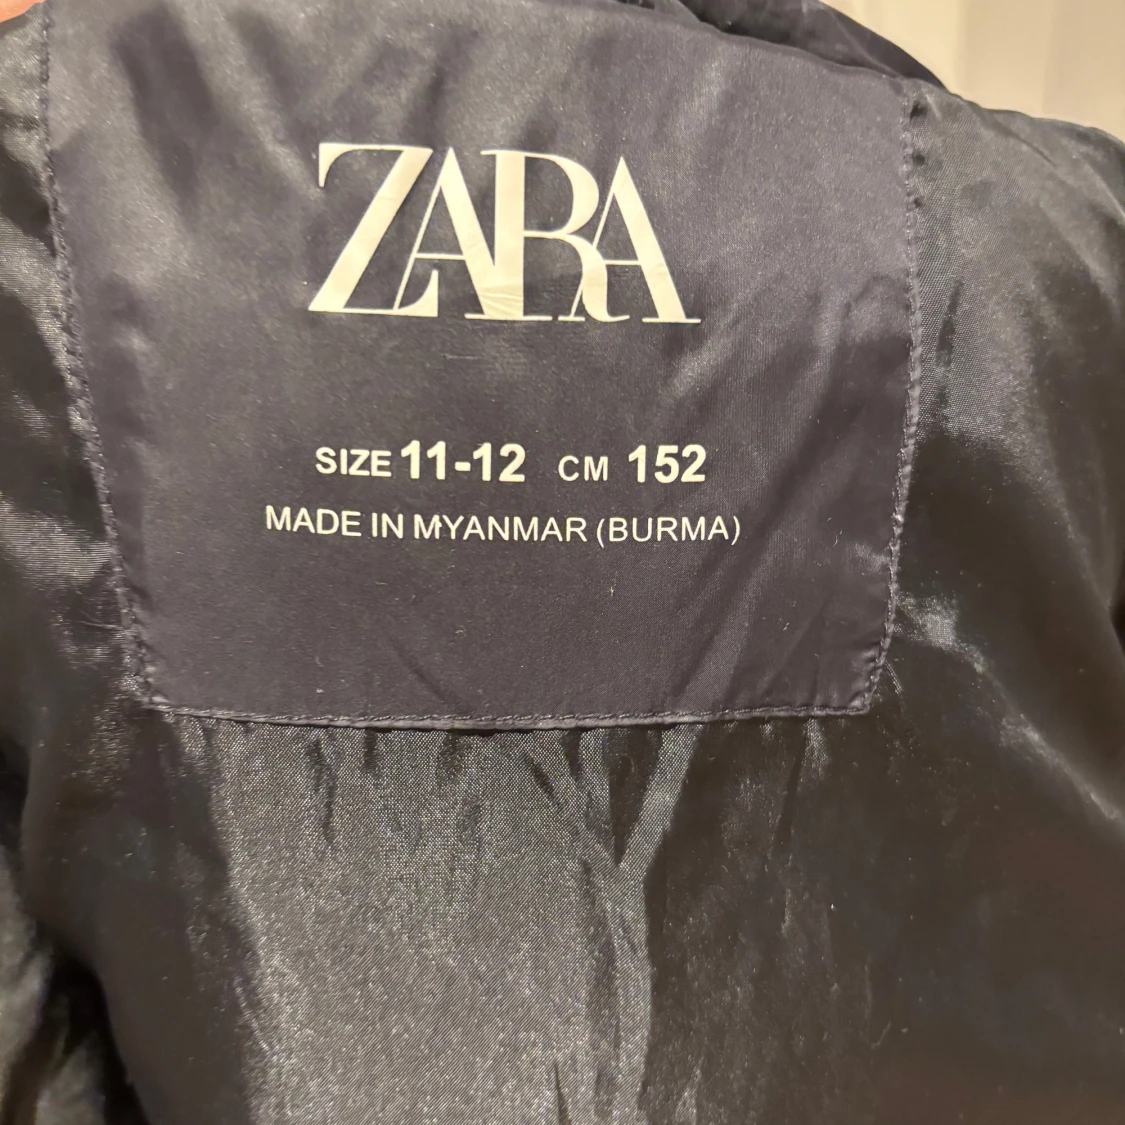 ZARA
SIZE 11-12 CM 152
MADE IN MYANMAR (BURMA)